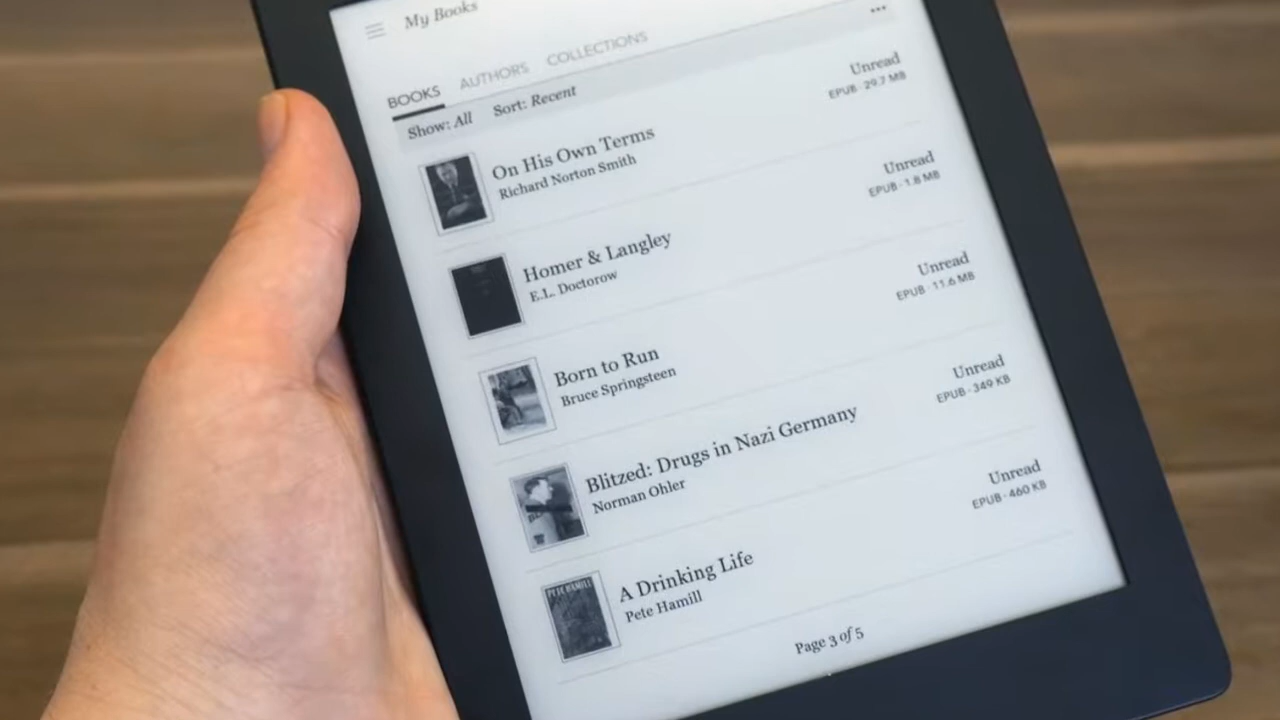 My Books
BOOKS AUTHORS COLLECTIONS
Show: All Sort: Recent
On His Own Terms
Richard Norton Smith
Unread
EPUB · 29.7 MB
Homer & Langley
E.L. Doctorow
Unread
EPUB · 1.8 MB
Born to Run
Bruce Springsteen
Unread
EPUB · 11.6 MB
Blitzed: Drugs in Nazi Germany
Norman Ohler
Unread
EPUB · 349 KB
PETE HAMILL
A Drinking Life
Pete Hamill
Unread
EPUB · 460 KB
Page 3 of 5